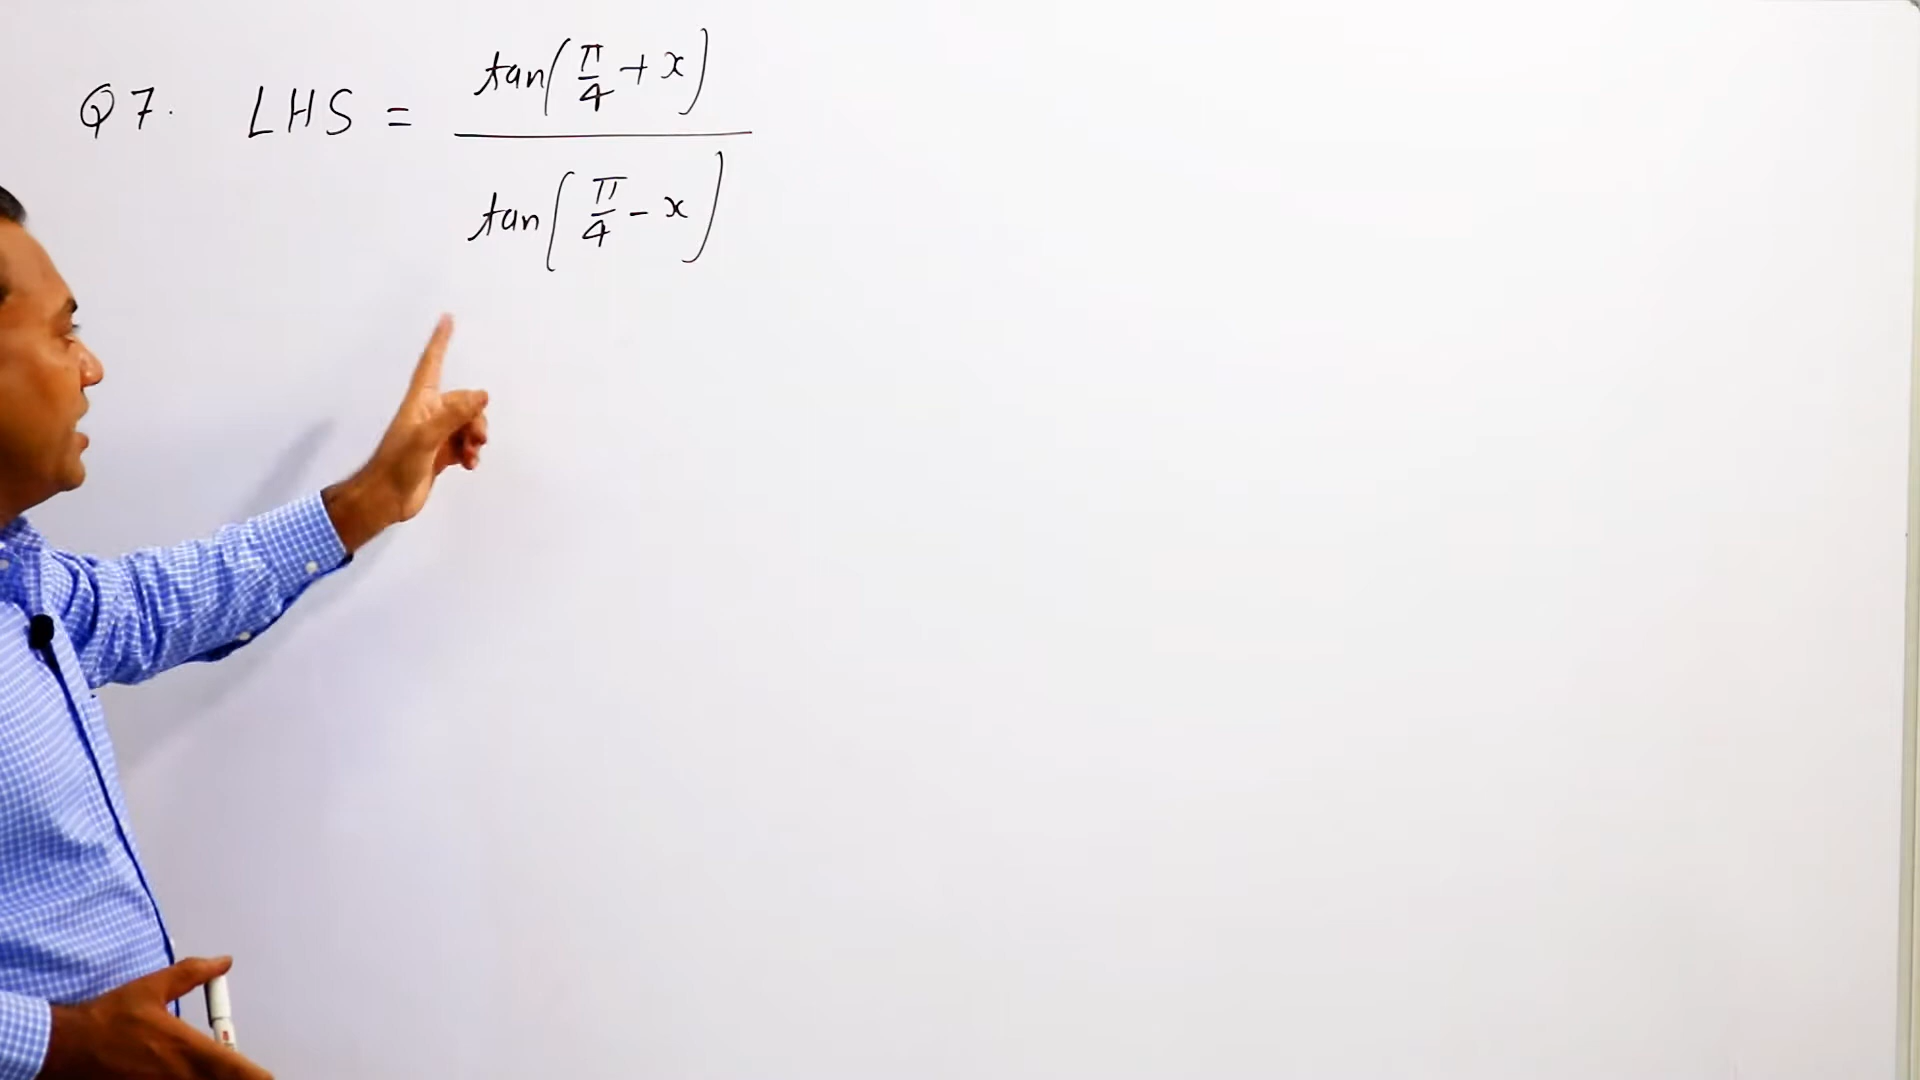 Q7. LHS = tan(π/4 + x)
tan(π/4 - x)